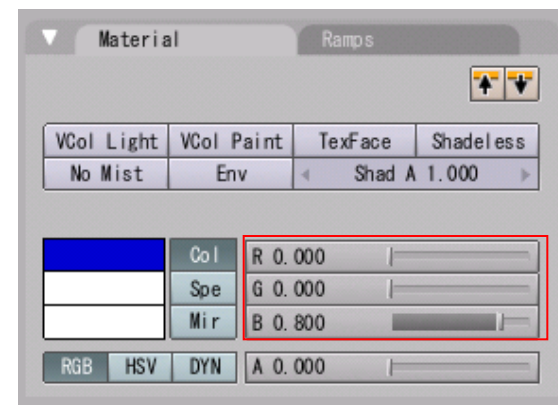 Material Ramps
VCol Light VCol Paint TexFace Shadeless
No Mist Env Shad A 1.000
Col R 0.000
Spe G 0.000
Mir B 0.800
RGB HSV DYN A 0.000